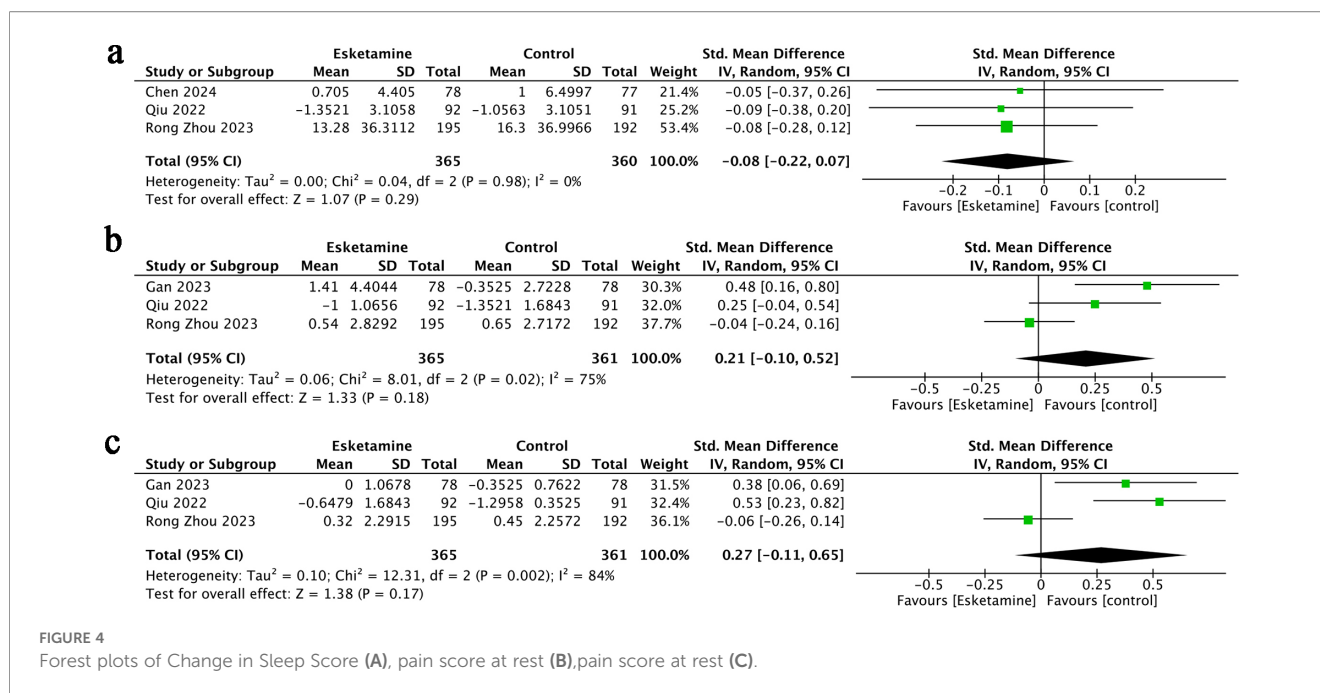 a
Esketamine Control Std. Mean Difference Std. Mean Difference
Study or Subgroup Mean SD Total Mean SD Total Weight IV, Random, 95% CI IV, Random, 95% CI
Chen 2024 0.705 4.405 78 1 6.4997 77 21.4% −0.05 [−0.37, 0.26]
Qiu 2022 −1.3521 3.1058 92 −1.0563 3.1051 91 25.2% −0.09 [−0.38, 0.20]
Rong Zhou 2023 13.28 36.3112 195 16.3 36.9966 192 53.4% −0.08 [−0.28, 0.12]
Total (95% CI) 365 360 100.0% −0.08 [−0.22, 0.07]
Heterogeneity: Tau² = 0.00; Chi² = 0.04, df = 2 (P = 0.98); I² = 0%
Test for overall effect: Z = 1.07 (P = 0.29)
−0.2 −0.1 0 0.1 0.2
Favours [Esketamine] Favours [control]
b
Esketamine Control Std. Mean Difference Std. Mean Difference
Study or Subgroup Mean SD Total Mean SD Total Weight IV, Random, 95% CI IV, Random, 95% CI
Gan 2023 1.41 4.4044 78 −0.3525 2.7228 78 30.3% 0.48 [0.16, 0.80]
Qiu 2022 −1 1.0656 92 −1.3521 1.6843 91 32.0% 0.25 [−0.04, 0.54]
Rong Zhou 2023 0.54 2.8292 195 0.65 2.7172 192 37.7% −0.04 [−0.24, 0.16]
Total (95% CI) 365 361 100.0% 0.21 [−0.10, 0.52]
Heterogeneity: Tau² = 0.06; Chi² = 8.01, df = 2 (P = 0.02); I² = 75%
Test for overall effect: Z = 1.33 (P = 0.18)
−0.5 −0.25 0 0.25 0.5
Favours [Esketamine] Favours [control]
c
Esketamine Control Std. Mean Difference Std. Mean Difference
Study or Subgroup Mean SD Total Mean SD Total Weight IV, Random, 95% CI IV, Random, 95% CI
Gan 2023 0 1.0678 78 −0.3525 0.7622 78 31.5% 0.38 [0.06, 0.69]
Qiu 2022 −0.6479 1.6843 92 −1.2958 0.3525 91 32.4% 0.53 [0.23, 0.82]
Rong Zhou 2023 0.32 2.2915 195 0.45 2.2572 192 36.1% −0.06 [−0.26, 0.14]
Total (95% CI) 365 361 100.0% 0.27 [−0.11, 0.65]
Heterogeneity: Tau² = 0.10; Chi² = 12.31, df = 2 (P = 0.002); I² = 84%
Test for overall effect: Z = 1.38 (P = 0.17)
−0.5 −0.25 0 0.25 0.5
Favours [Esketamine] Favours [control]
FIGURE 4
Forest plots of Change in Sleep Score (A), pain score at rest (B),pain score at rest (C).